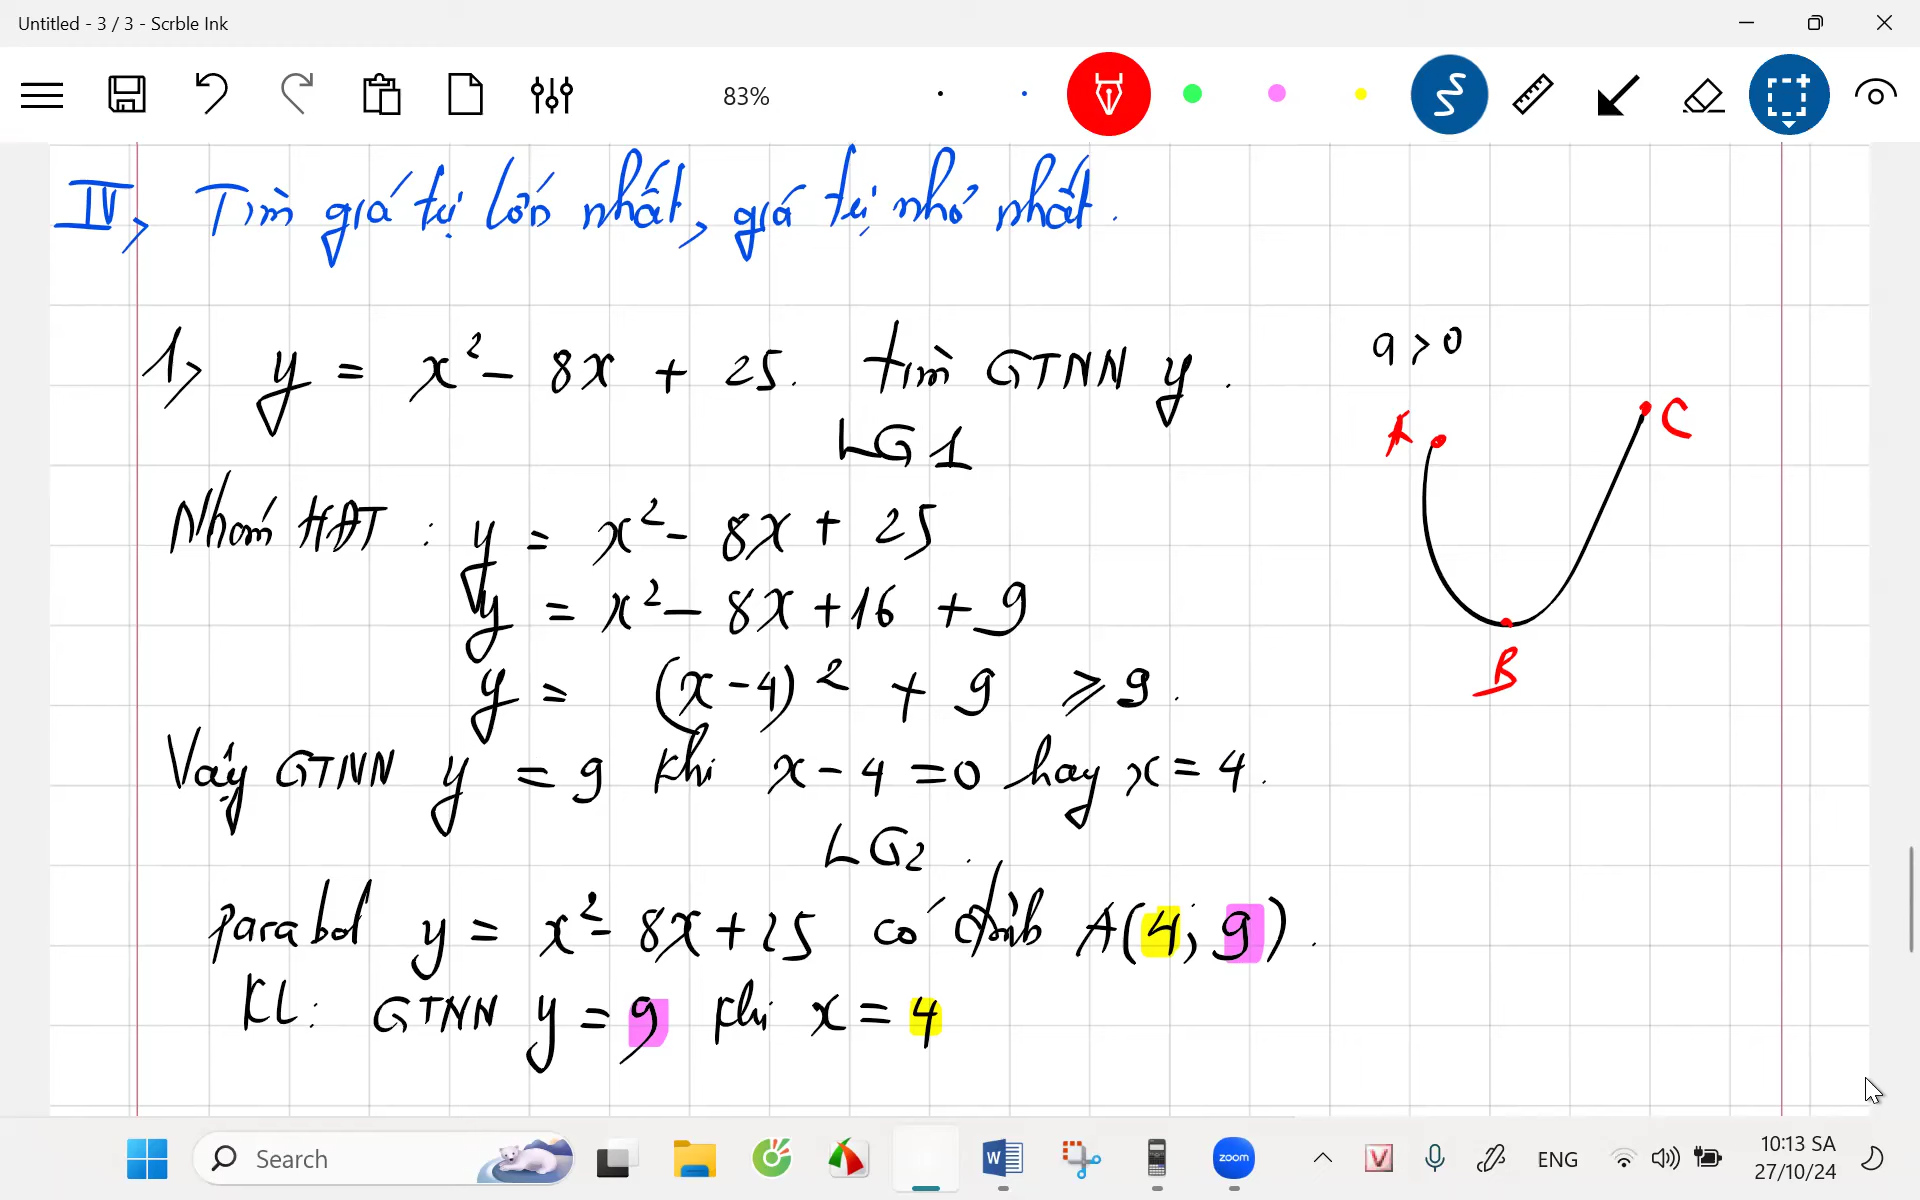 Untitled - 3 / 3 - Scrble Ink
83%
IV, Tìm giá trị lớn nhất, giá trị nhỏ nhất.
1, y = x² - 8x + 25. Tìm GTNN y.
a > 0
A
C
B
LG 1
Nhóm HĐT : y = x² - 8x + 25
y = x² - 8x + 16 + 9
y = (x - 4)² + 9 ⩾ 9.
Vậy GTNN y = 9 khi x - 4 = 0 hay x = 4.
LG2.
parabol y = x² - 8x + 25 có đỉnh A(4; 9).
KL: GTNN y = 9 khi x = 4
Search
zoom
ENG
10:13 SA
27/10/24